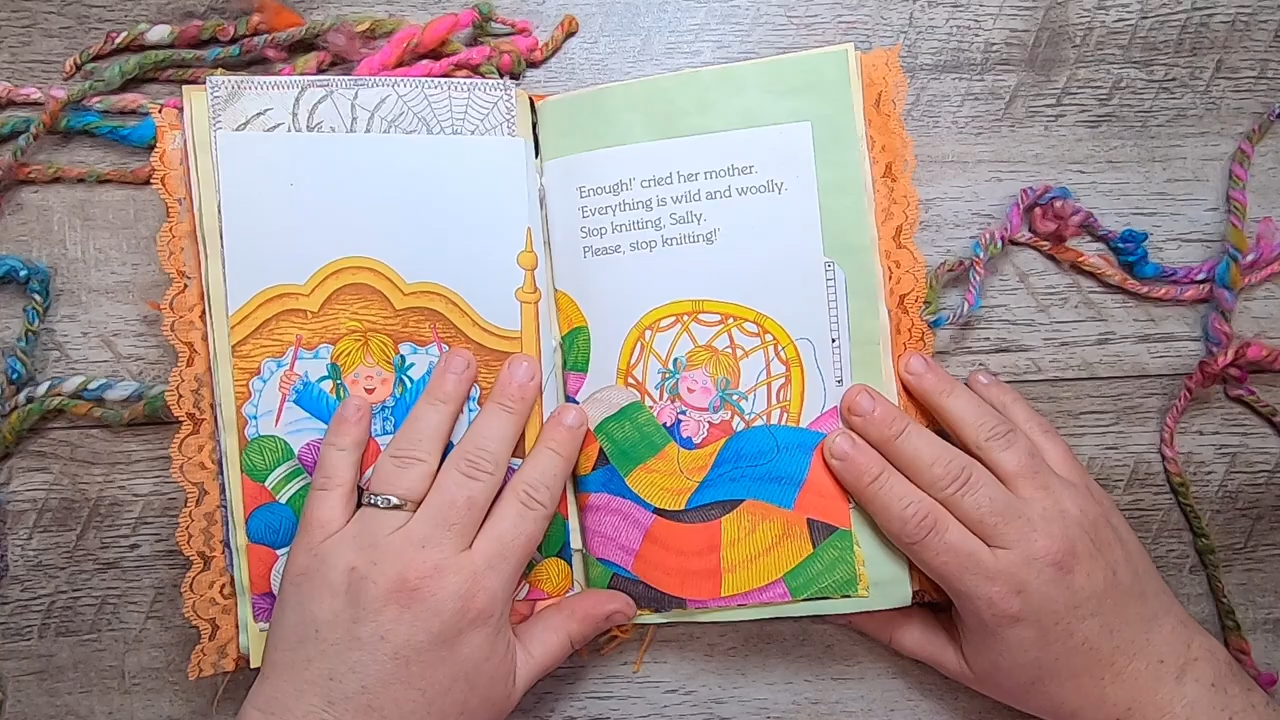 'Enough!' cried her mother.
'Everything is wild and woolly.
Stop knitting, Sally.
Please, stop knitting!'